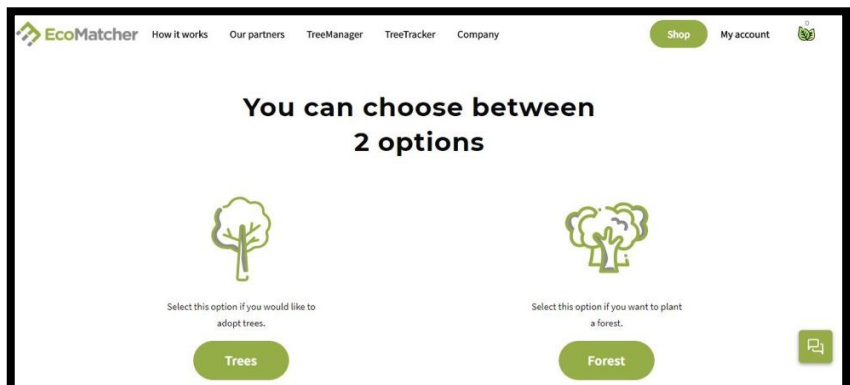 EcoMatcher How it works Our partners TreeManager TreeTracker Company Shop My account 0
You can choose between
2 options
Select this option if you would like to
adopt trees.
Trees
Select this option if you want to plant
a forest.
Forest